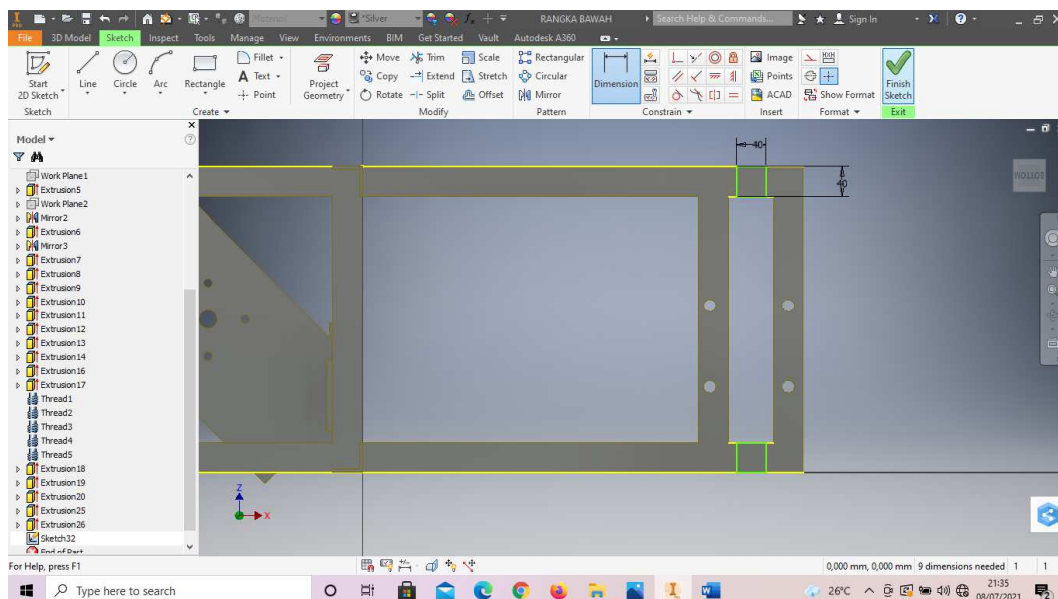 I PRO Material *Silver RANGKA BAWAH Search Help & Commands... Sign In ?
File 3D Model Sketch Inspect Tools Manage View Environments BIM Get Started Vault Autodesk A360
Start 2D Sketch
Line
Circle
Arc
Rectangle
Fillet
A Text
Point
Project Geometry
Move Trim Scale
Copy Extend Stretch
Rotate Split Offset
Rectangular
Circular
Mirror
Dimension
Image
Points
ACAD
Show Format
Finish Sketch
Sketch Create Modify Pattern Constrain Insert Format Exit
Model
Work Plane1
Extrusion5
Work Plane2
Mirror2
Extrusion6
Mirror3
Extrusion7
Extrusion8
Extrusion9
Extrusion10
Extrusion11
Extrusion12
Extrusion13
Extrusion14
Extrusion16
Extrusion17
Thread1
Thread2
Thread3
Thread4
Thread5
Extrusion18
Extrusion19
Extrusion20
Extrusion25
Extrusion26
Sketch32
End of Part
40
40
BOTTOM
Z
X
For Help, press F1
0,000 mm, 0,000 mm 9 dimensions needed 1 1
Type here to search
26°C
21:35
08/07/2021